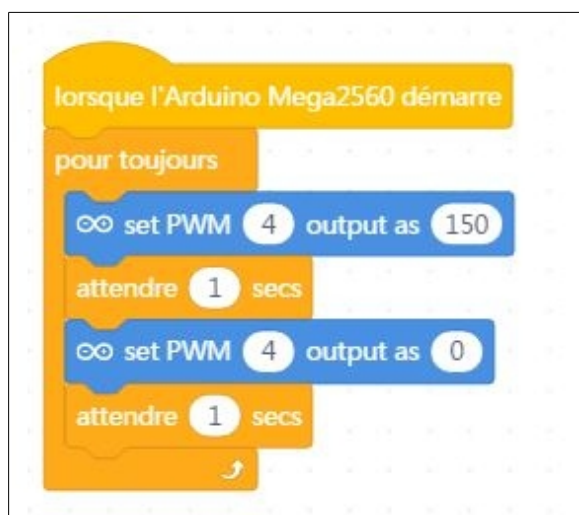 lorsque l'Arduino Mega2560 démarre
pour toujours
set PWM 4 output as 150
attendre 1 secs
set PWM 4 output as 0
attendre 1 secs